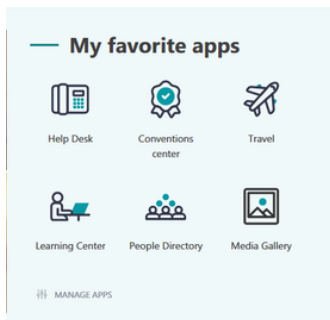 My favorite apps
Help Desk
Conventions
center
Travel
Learning Center
People Directory
Media Gallery
MANAGE APPS